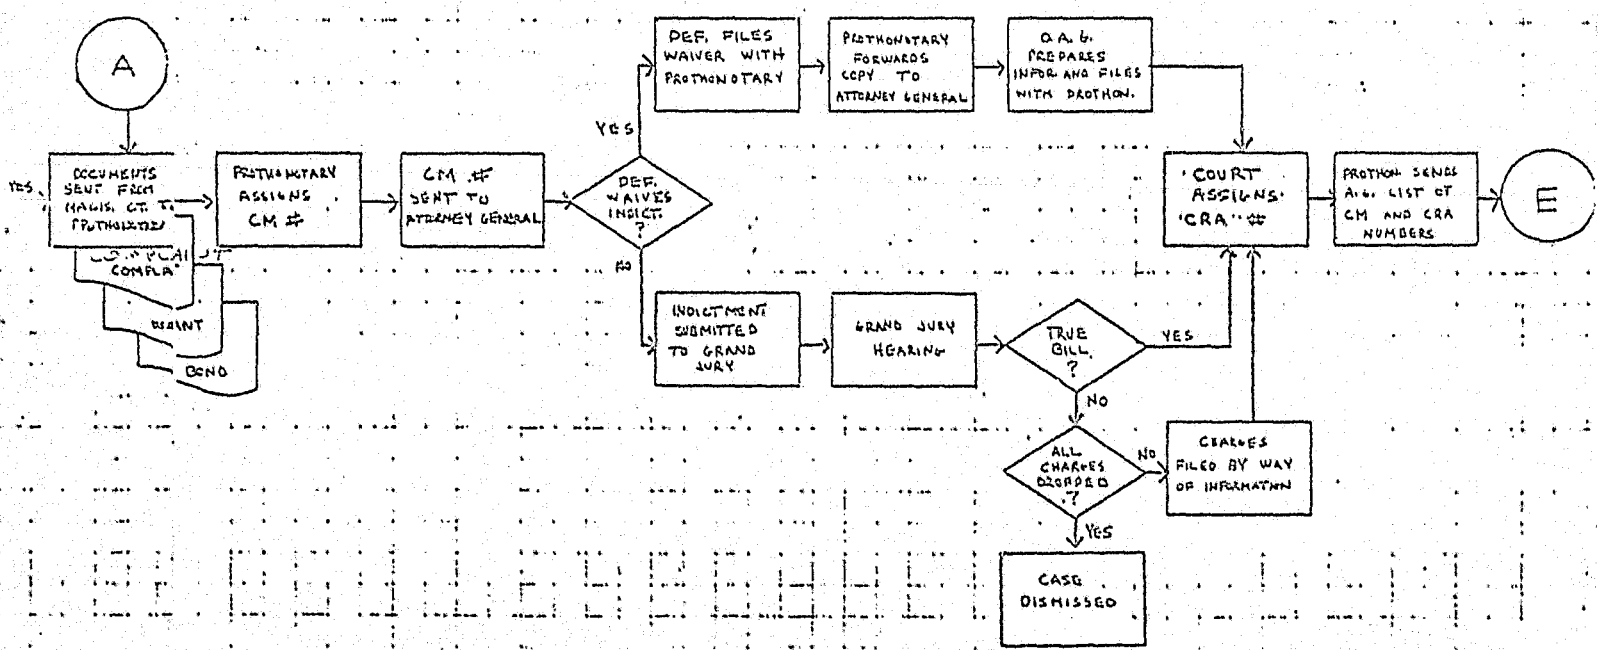 A
YES
DOCUMENTS
SENT FROM
MAGIS. CT. TO
PROTHONOTARY
COMPLAINT
COMPLA
BOND
PROTHONOTARY
ASSIGNS
CM #
CM #
SENT TO
ATTORNEY GENERAL
DEF.
WAIVES
INDICT.
?
YES
NO
DEF. FILES
WAIVER WITH
PROTHONOTARY
PROTHONOTARY
FORWARDS
COPY TO
ATTORNEY GENERAL
D.A.G.
PREPARES
INFOR. AND FILES
WITH PROTHON.
INDICTMENT
SUBMITTED
TO GRAND
JURY
GRAND JURY
HEARING
TRUE
BILL
?
YES
NO
ALL
CHARGES
DROPPED
?
NO
YES
CHARGES
FILED BY WAY
OF INFORMATION
CASE
DISMISSED
COURT
ASSIGNS
"CRA" #
PROTHON. SENDS
A.G. LIST OF
CM AND CRA
NUMBERS
E